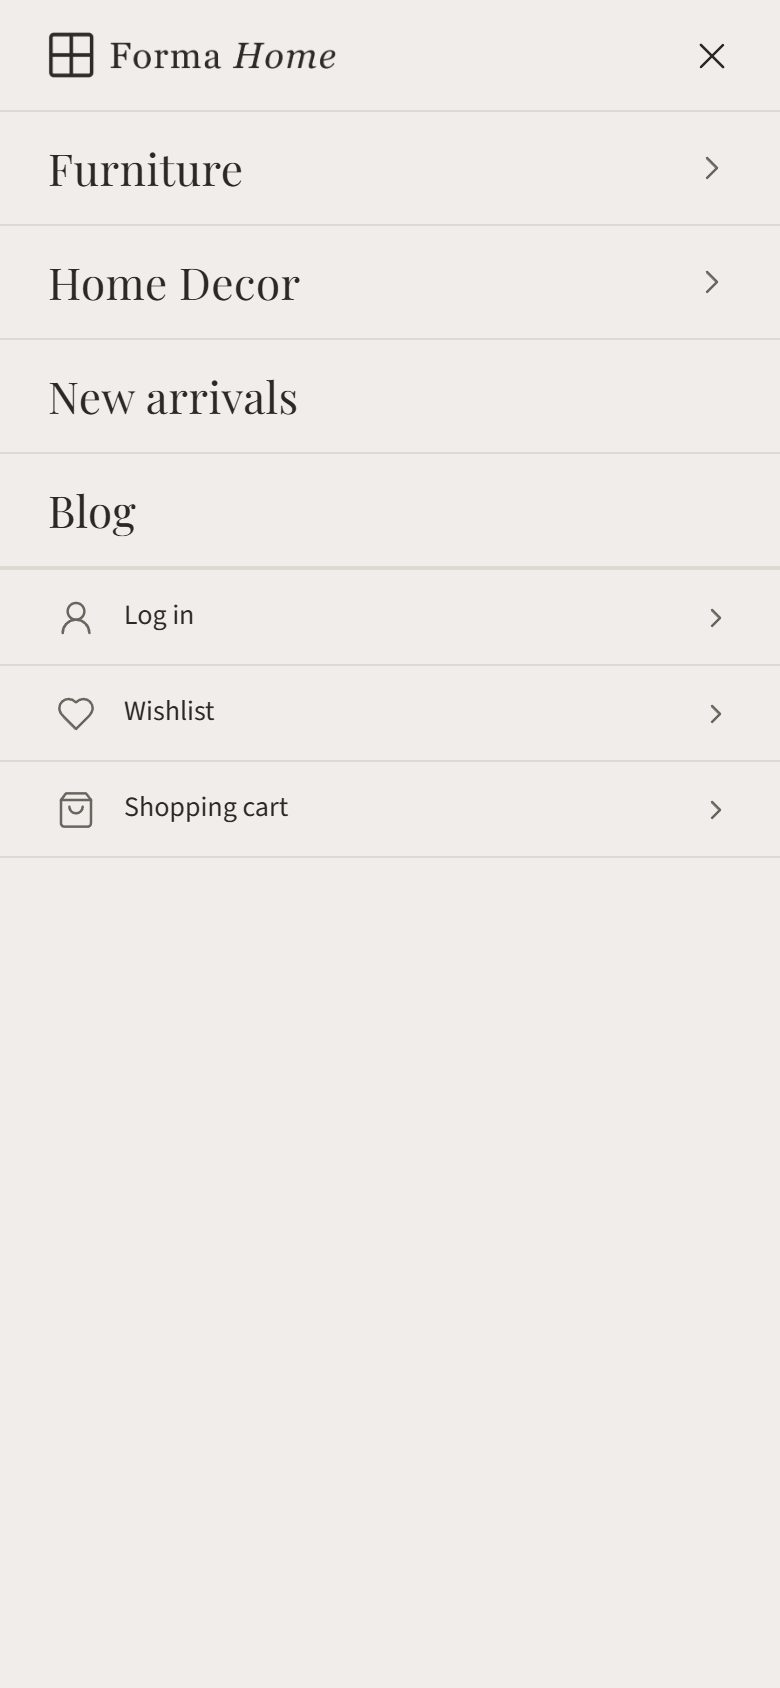 Forma Home
Furniture
Home Decor
New arrivals
Blog
Log in
Wishlist
Shopping cart